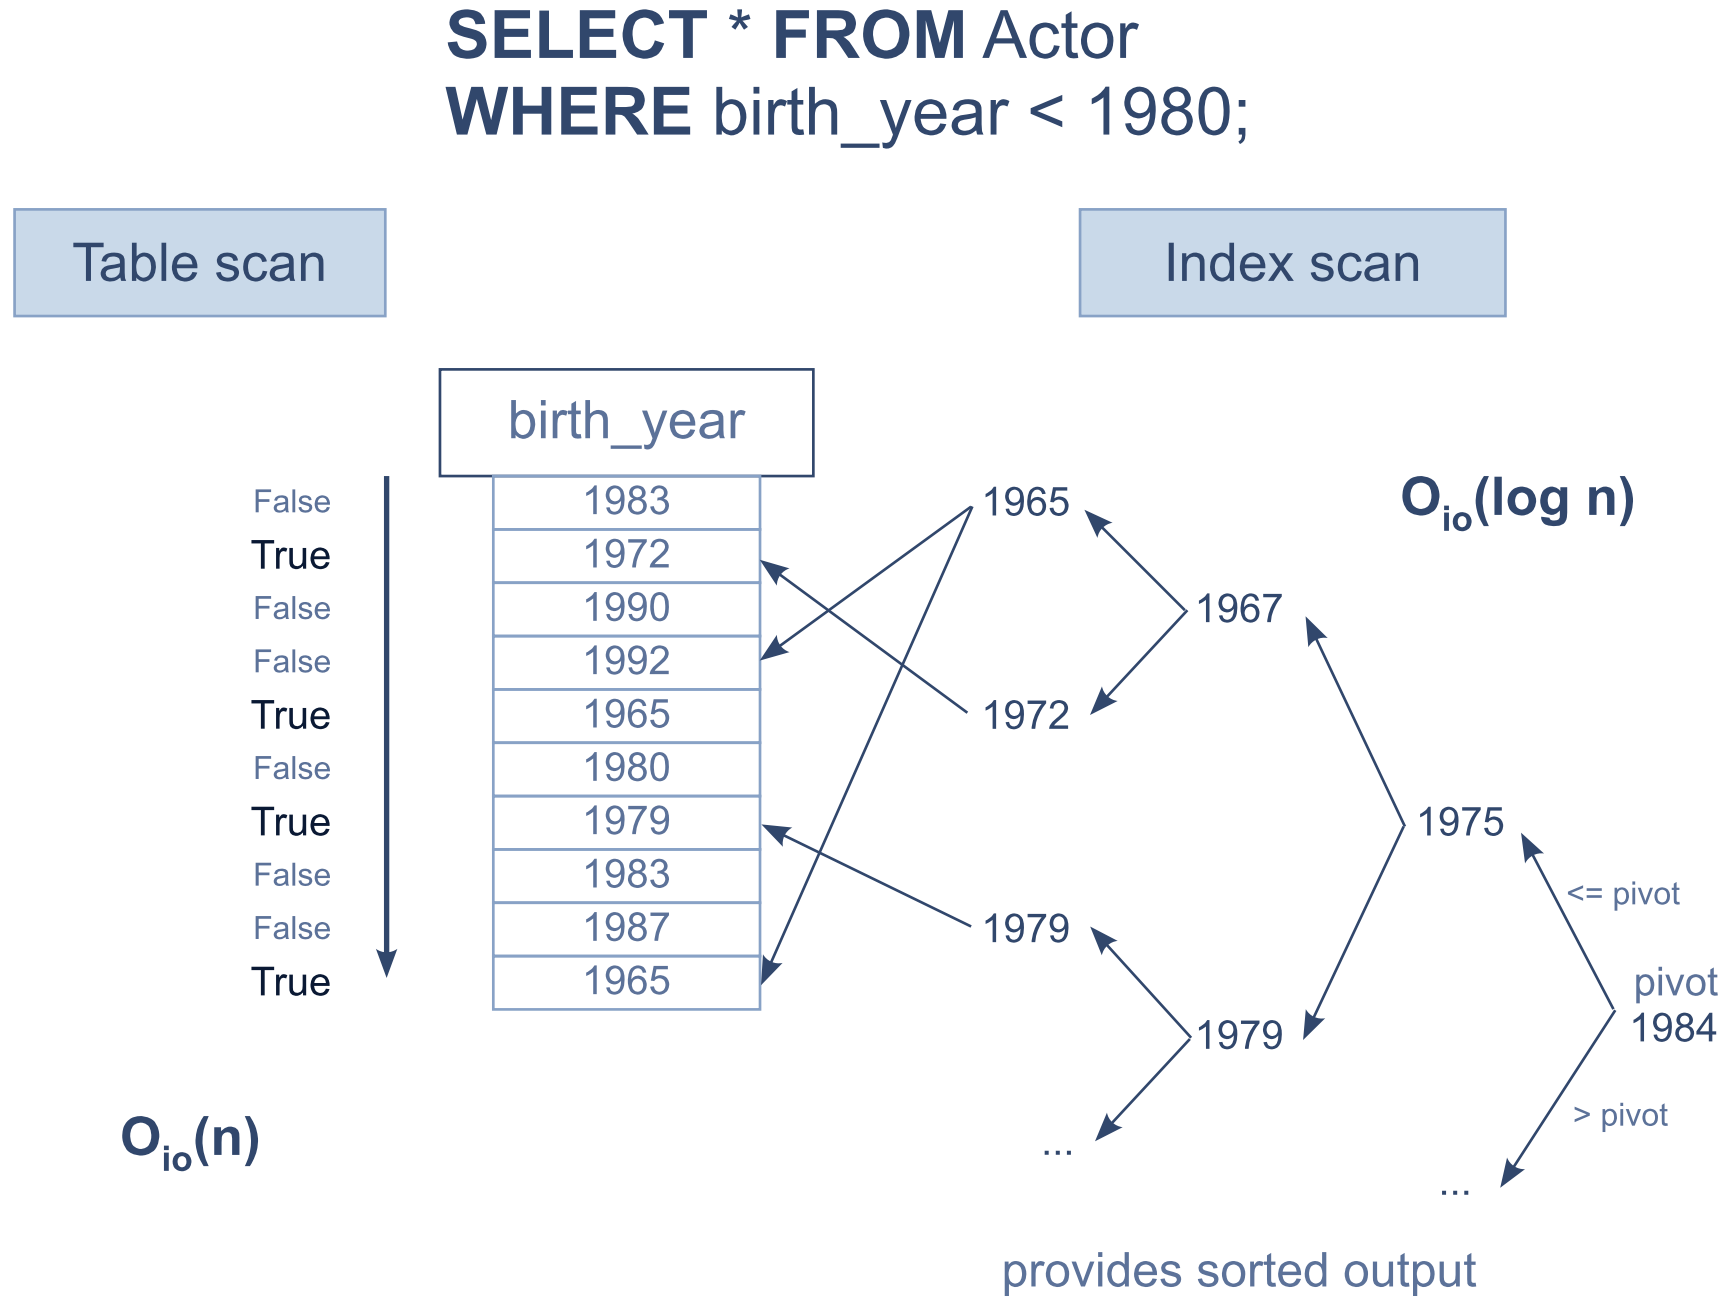 SELECT * FROM Actor
WHERE birth_year < 1980;
Table scan
Index scan
birth_year
False
True
False
False
True
False
True
False
False
True
1983
1972
1990
1992
1965
1980
1979
1983
1987
1965
Oio(n)
1965
1972
1979
...
1967
1979
1975
...
<= pivot
pivot
1984
> pivot
Oio(log n)
provides sorted output